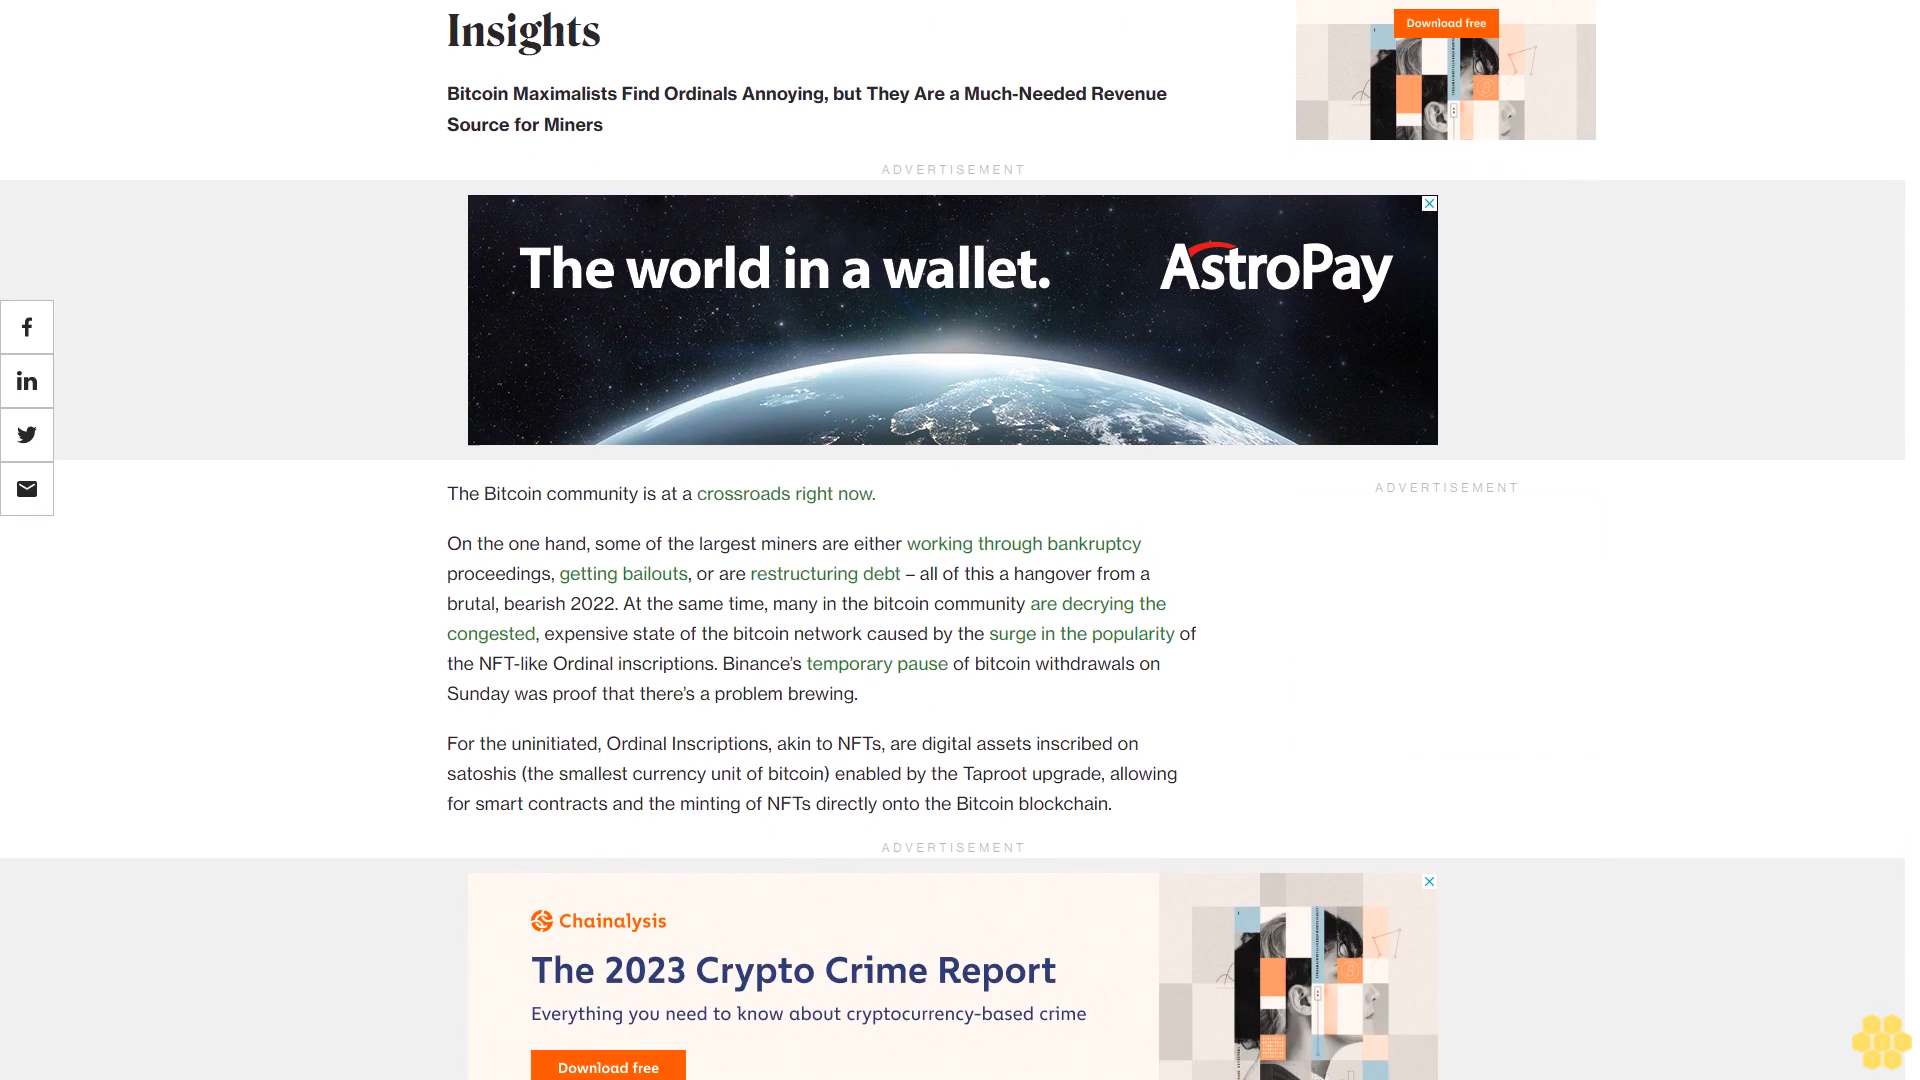 Insights
Download free
Bitcoin Maximalists Find Ordinals Annoying, but They Are a Much-Needed Revenue
Source for Miners
ADVERTISEMENT
The world in a wallet.
AstroPay
The Bitcoin community is at a crossroads right now.
ADVERTISEMENT
On the one hand, some of the largest miners are either working through bankruptcy
proceedings, getting bailouts, or are restructuring debt – all of this a hangover from a
brutal, bearish 2022. At the same time, many in the bitcoin community are decrying the
congested, expensive state of the bitcoin network caused by the surge in the popularity of
the NFT-like Ordinal inscriptions. Binance’s temporary pause of bitcoin withdrawals on
Sunday was proof that there’s a problem brewing.
For the uninitiated, Ordinal Inscriptions, akin to NFTs, are digital assets inscribed on
satoshis (the smallest currency unit of bitcoin) enabled by the Taproot upgrade, allowing
for smart contracts and the minting of NFTs directly onto the Bitcoin blockchain.
ADVERTISEMENT
Chainalysis
The 2023 Crypto Crime Report
Everything you need to know about cryptocurrency-based crime
Download free